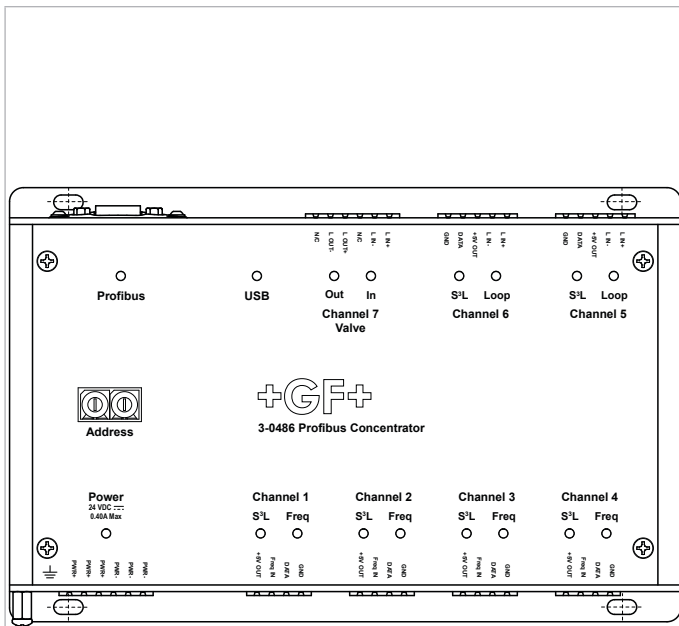 N/C L OUT- L OUT+ N/C L IN- L IN+
GND DATA +5V OUT L IN- L IN+
GND DATA +5V OUT L IN- L IN+
Profibus
USB
Out In
Channel 7
Valve
S³L Loop
Channel 6
S³L Loop
Channel 5
Address
+GF+
3-0486 Profibus Concentrator
Power
24 VDC
0.40A Max
Channel 1
S³L Freq
Channel 2
S³L Freq
Channel 3
S³L Freq
Channel 4
S³L Freq
PWR+ PWR+ PWR+ PWR- PWR- PWR-
+5V OUT Freq IN DATA GND
+5V OUT Freq IN DATA GND
+5V OUT Freq IN DATA GND
+5V OUT Freq IN DATA GND